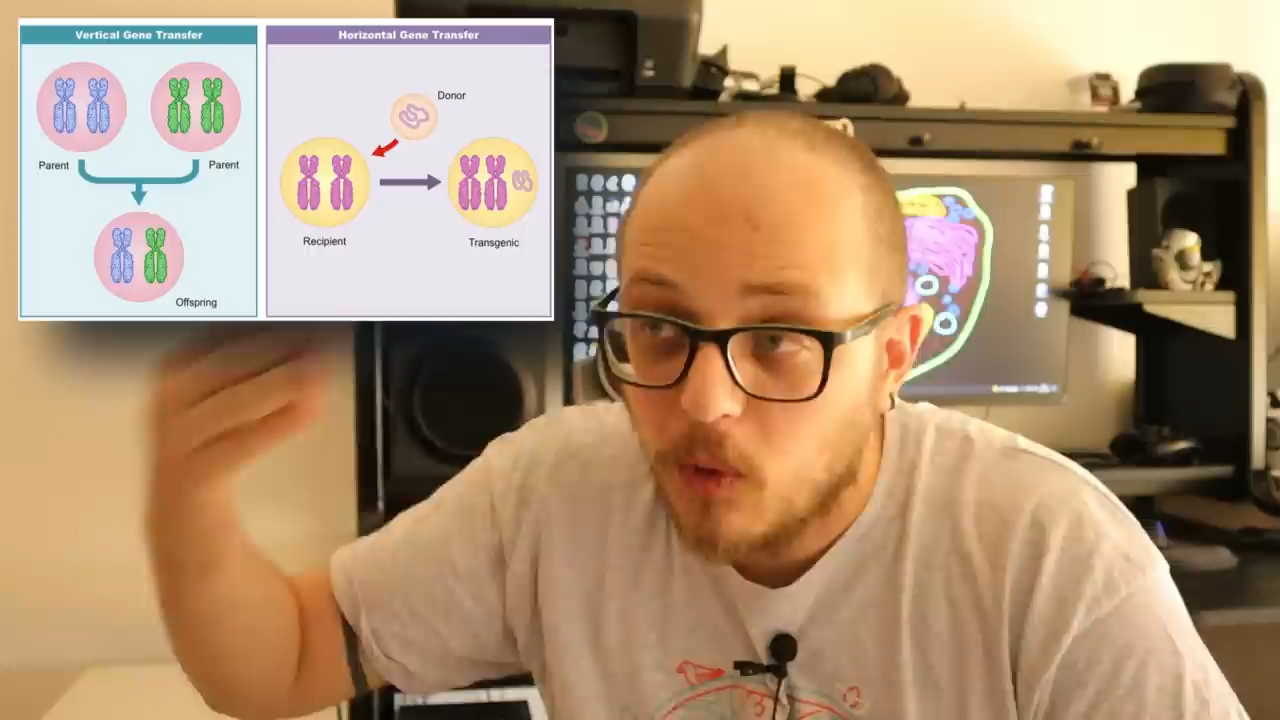 Vertical Gene Transfer
Parent
Parent
Offspring
Horizontal Gene Transfer
Donor
Recipient
Transgenic